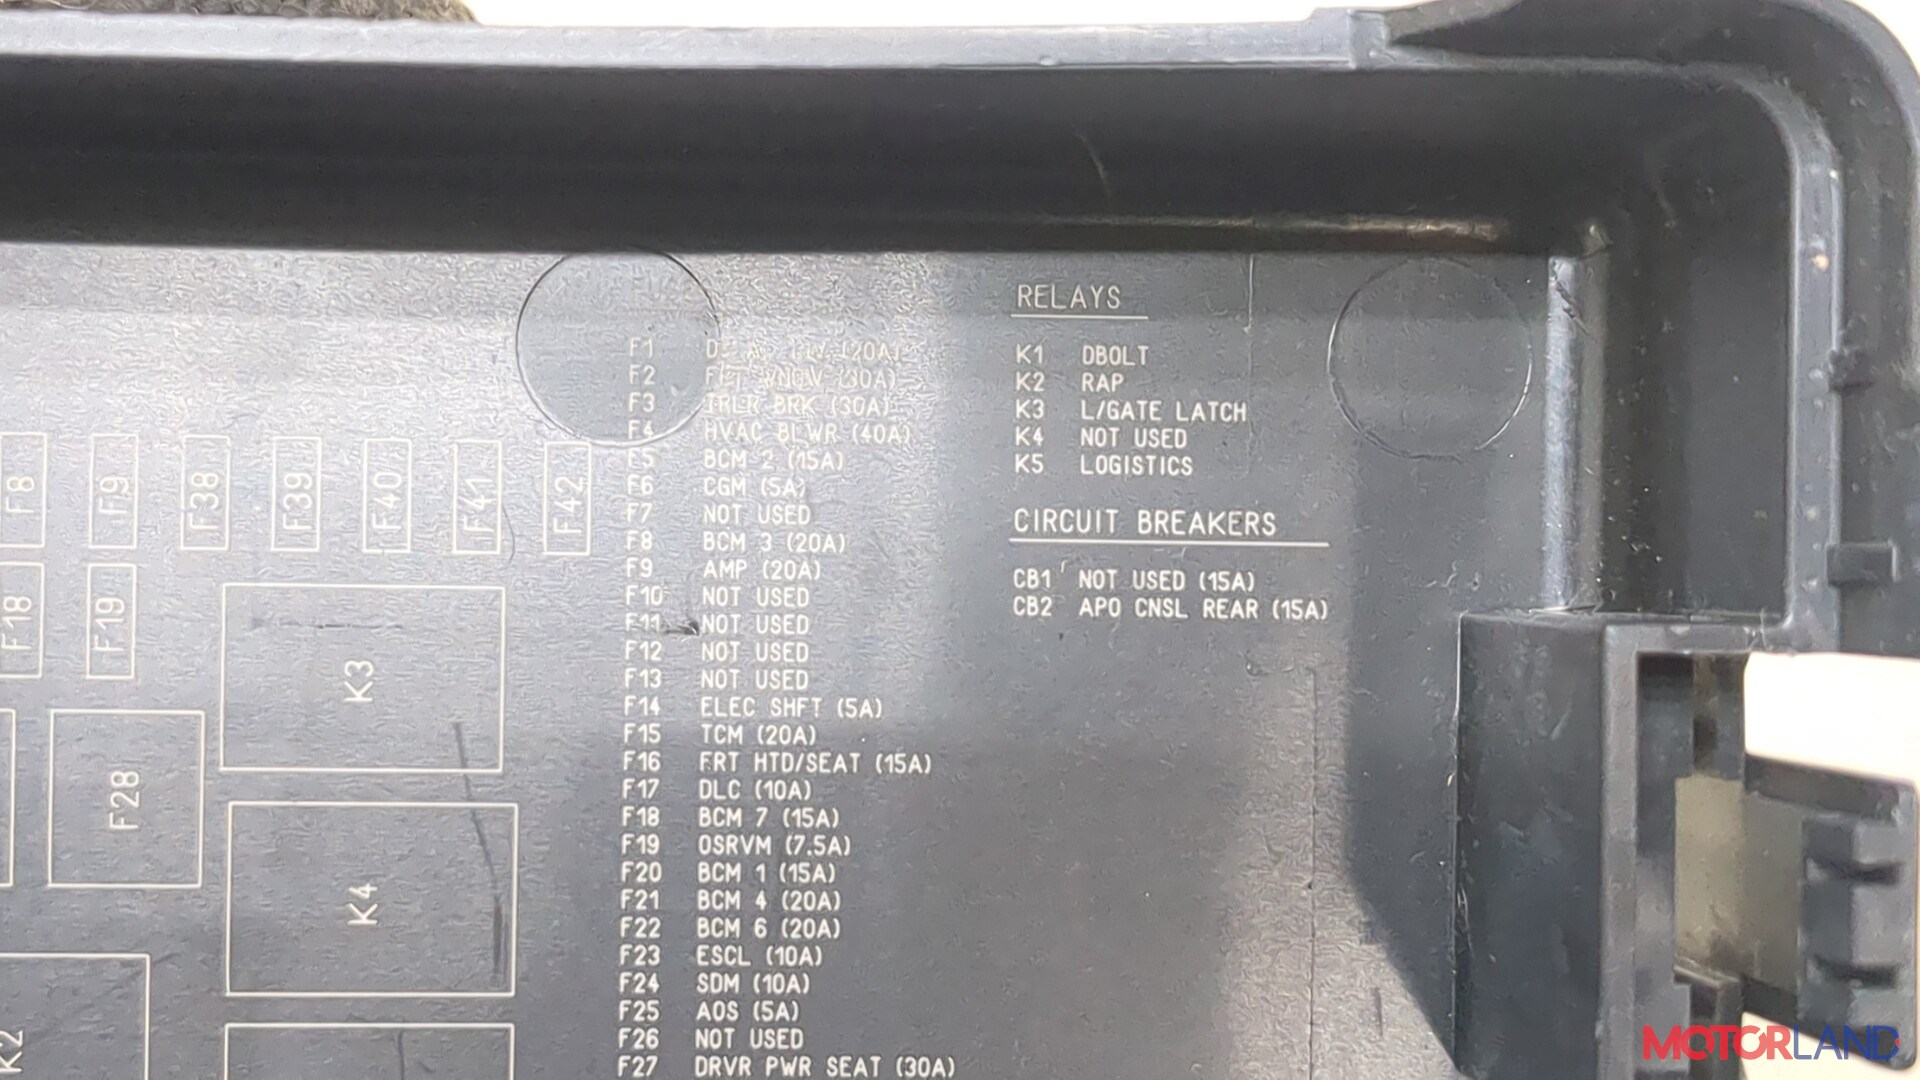 RELAYS
K1 DBOLT
K2 RAP
K3 L/GATE LATCH
K4 NOT USED
K5 LOGISTICS
CIRCUIT BREAKERS
CB1 NOT USED (15A)
CB2 APO CNSL REAR (15A)
F1 (20A)
F2 (30A)
F3 TRLR BRK (30A)
F4 HVAC BLWR (40A)
F5 BCM 2 (15A)
F6 CGM (5A)
F7 NOT USED
F8 BCM 3 (20A)
F9 AMP (20A)
F10 NOT USED
F11 NOT USED
F12 NOT USED
F13 NOT USED
F14 ELEC SHFT (5A)
F15 TCM (20A)
F16 FRT HTD/SEAT (15A)
F17 DLC (10A)
F18 BCM 7 (15A)
F19 OSRVM (7.5A)
F20 BCM 1 (15A)
F21 BCM 4 (20A)
F22 BCM 6 (20A)
F23 ESCL (10A)
F24 SDM (10A)
F25 AOS (5A)
F26 NOT USED
F27 DRVR PWR SEAT (30A)
F8
F9
F38
F39
F40
F41
F42
F18
F19
K3
F28
K4
K2
MOTORLAND